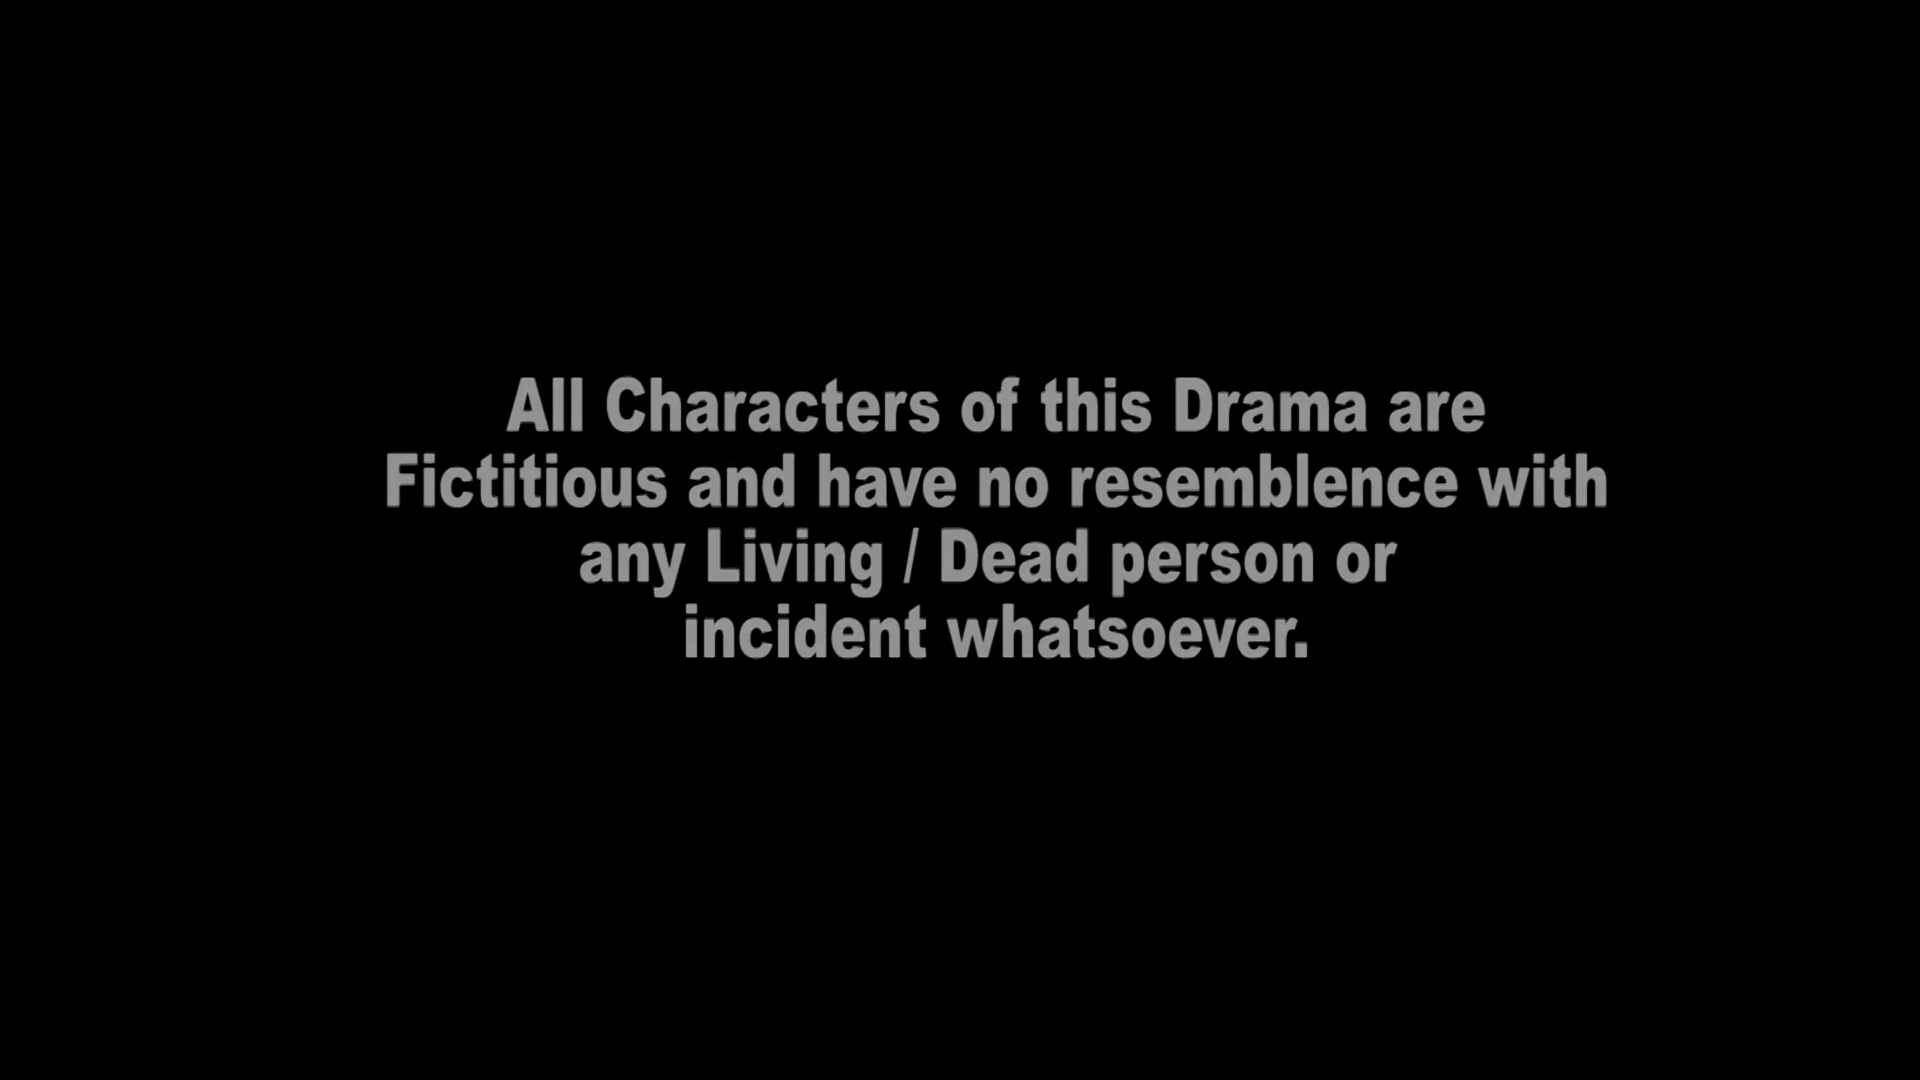 All Characters of this Drama are
Fictitious and have no resemblence with
any Living / Dead person or
incident whatsoever.